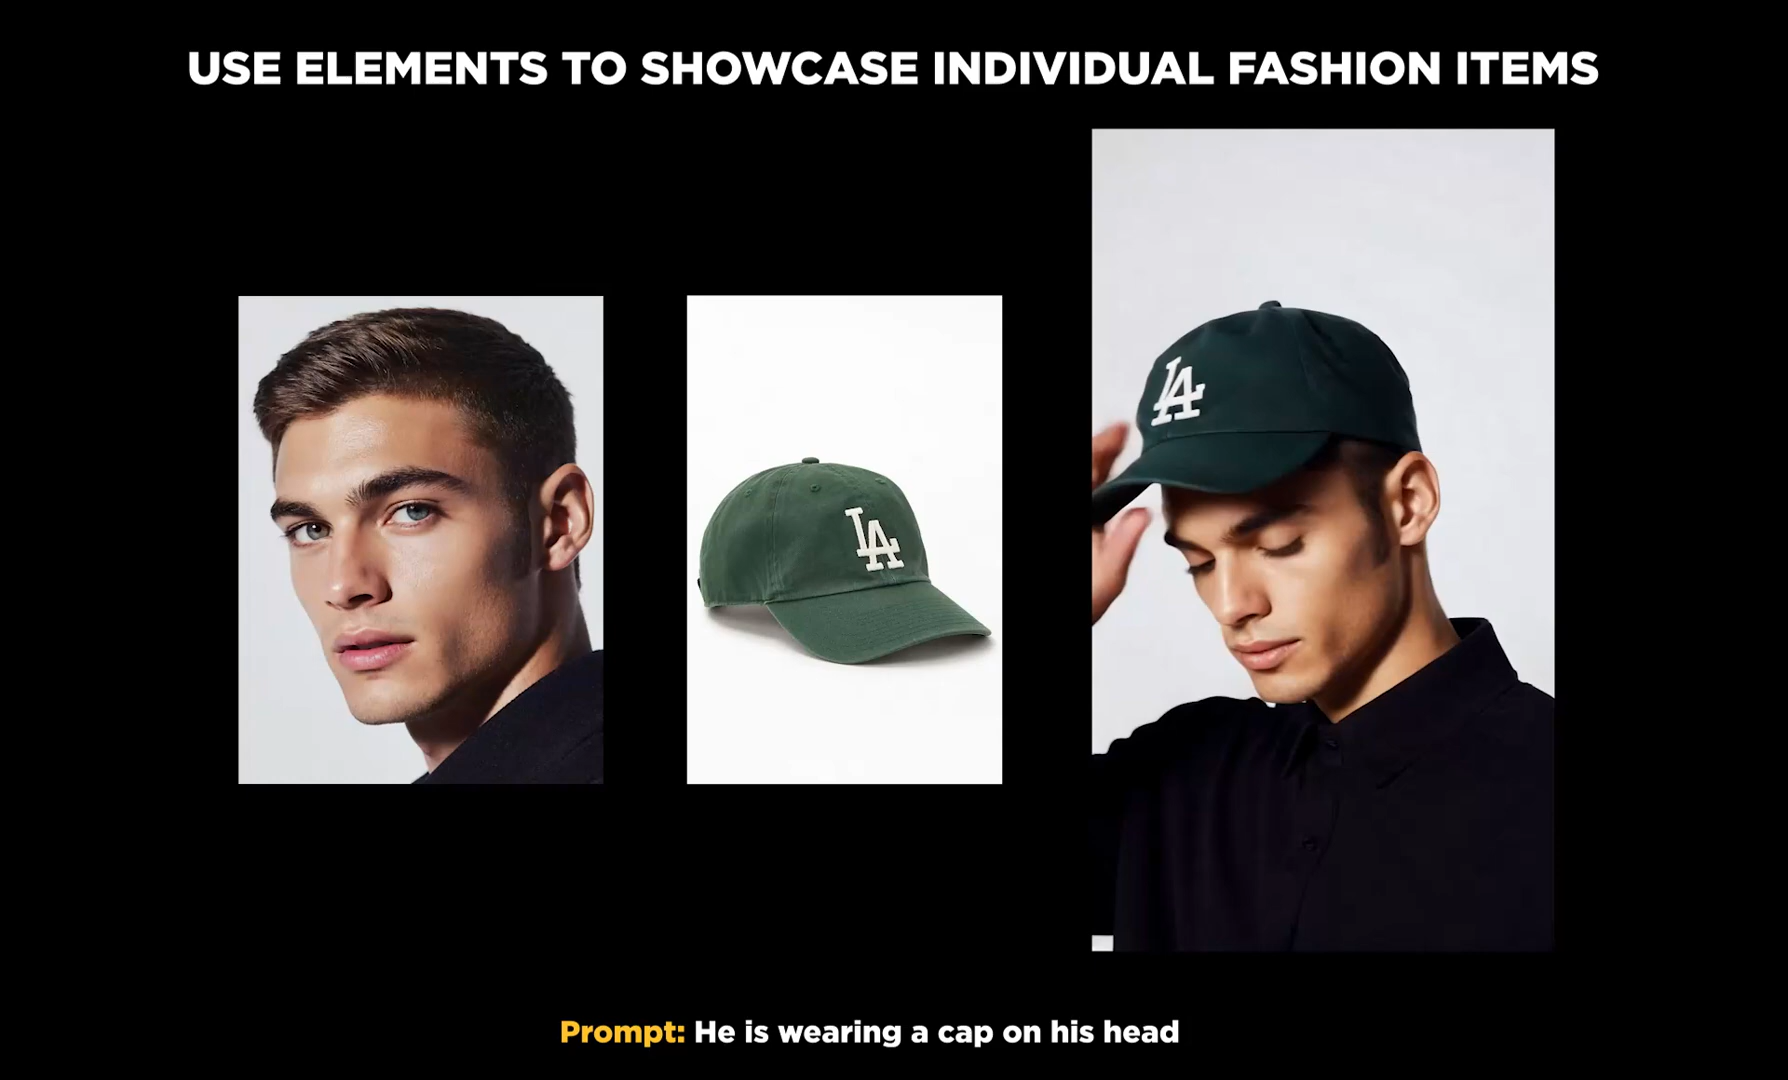 USE ELEMENTS TO SHOWCASE INDIVIDUAL FASHION ITEMS
LA
LA
Prompt: He is wearing a cap on his head